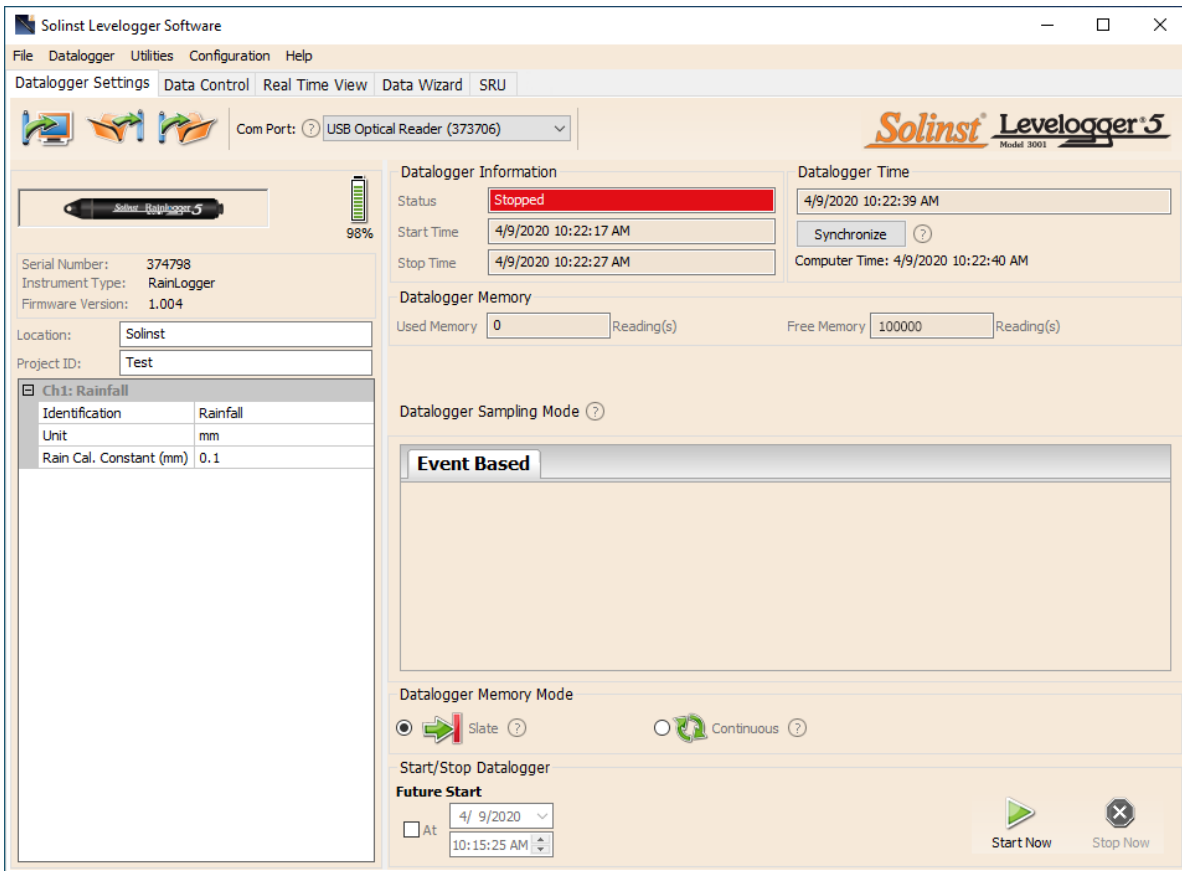 Solinst Levelogger Software
File Datalogger Utilities Configuration Help
Datalogger Settings Data Control Real Time View Data Wizard SRU
Com Port: ? USB Optical Reader (373706)
Solinst® Levelogger® 5
Model 3001
Solinst Rainlogger 5
98%
Serial Number: 374798
Instrument Type: RainLogger
Firmware Version: 1.004
Location: Solinst
Project ID: Test
Ch1: Rainfall
Identification Rainfall
Unit mm
Rain Cal. Constant (mm) 0.1
Datalogger Information
Status Stopped
Start Time 4/9/2020 10:22:17 AM
Stop Time 4/9/2020 10:22:27 AM
Datalogger Time
4/9/2020 10:22:39 AM
Synchronize ?
Computer Time: 4/9/2020 10:22:40 AM
Datalogger Memory
Used Memory 0 Reading(s) Free Memory 100000 Reading(s)
Datalogger Sampling Mode ?
Event Based
Datalogger Memory Mode
Slate ? Continuous ?
Start/Stop Datalogger
Future Start
At 4/ 9/2020
10:15:25 AM
Start Now Stop Now